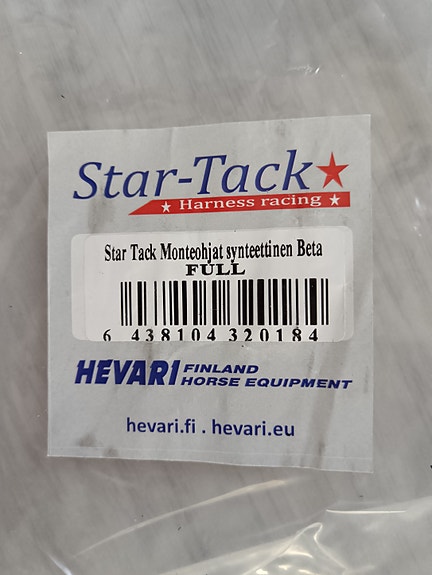 Star-Tack
Harness racing
Star Tack Monteohjat synteettinen Beta
FULL
6 438104 320184
HEVARI FINLAND
HORSE EQUIPMENT
hevari.fi . hevari.eu